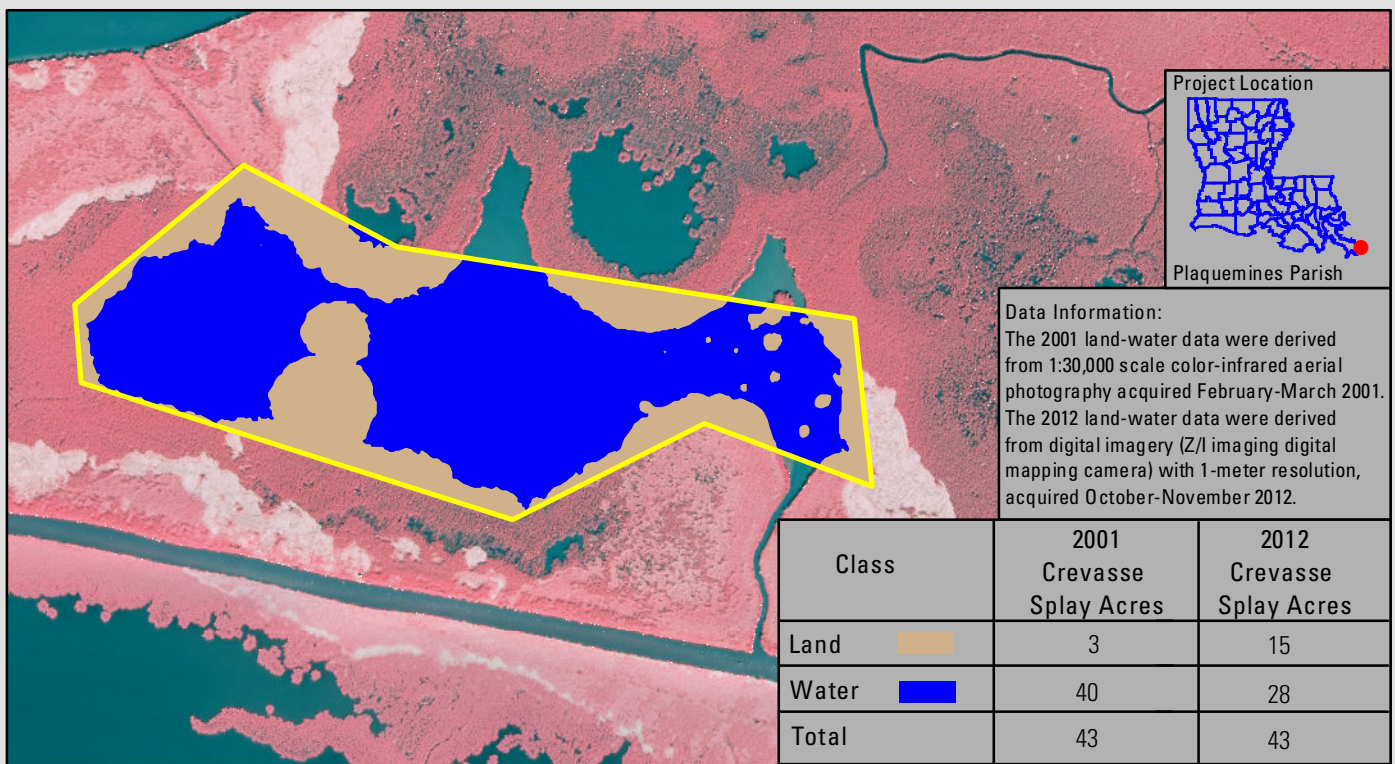 Project Location
Plaquemines Parish
Data Information:
The 2001 land-water data were derived
from 1:30,000 scale color-infrared aerial
photography acquired February-March 2001.
The 2012 land-water data were derived
from digital imagery (Z/I imaging digital
mapping camera) with 1-meter resolution,
acquired October-November 2012.
Class 2001 Crevasse Splay Acres 2012 Crevasse Splay Acres
Land 3 15
Water 40 28
Total 43 43